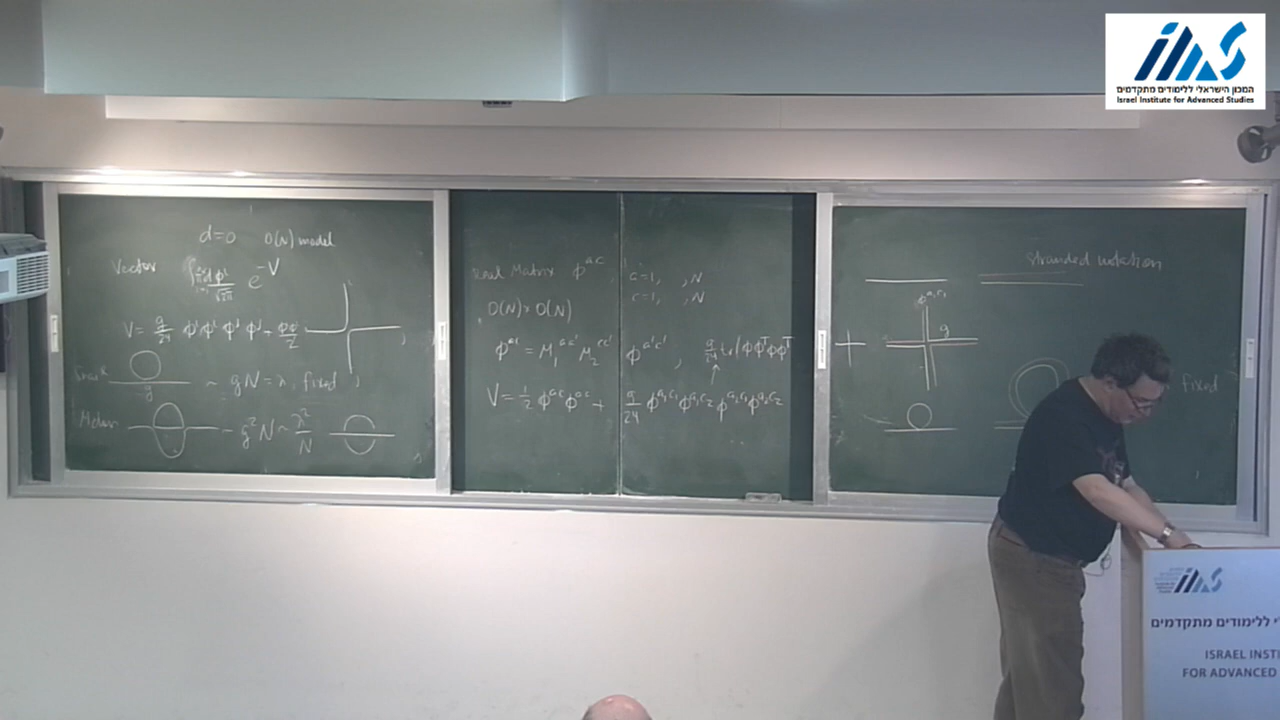 d=0 O(N) model
Vector ∫ dφⁱ/√2π e^{-V}
V = g/24 φⁱφⁱφʲφʲ + φⁱφⁱ/2
Snail ~ gN = λ, fixed
g
Melon ~ g²N ~ λ²/N
Real Matrix φ^{ac}, c=1, ,N
r=1, ,N
O(N)×O(N)
φ^{ac} = M₁^{aa'} M₂^{cc'} φ^{a'c'}, g/24 tr(φφᵀφφᵀ
V = 1/2 φ^{ac}φ^{ac} + g/24 φ^{a₁c₁}φ^{a₁c₂}φ^{a₂c₁}φ^{a₂c₂}
stranded notation
g
fixed
המכון הישראלי ללימודים מתקדמים
Israel Institute for Advanced Studies
ללימודים מתקדמים
ISRAEL INSTI
FOR ADVANCED